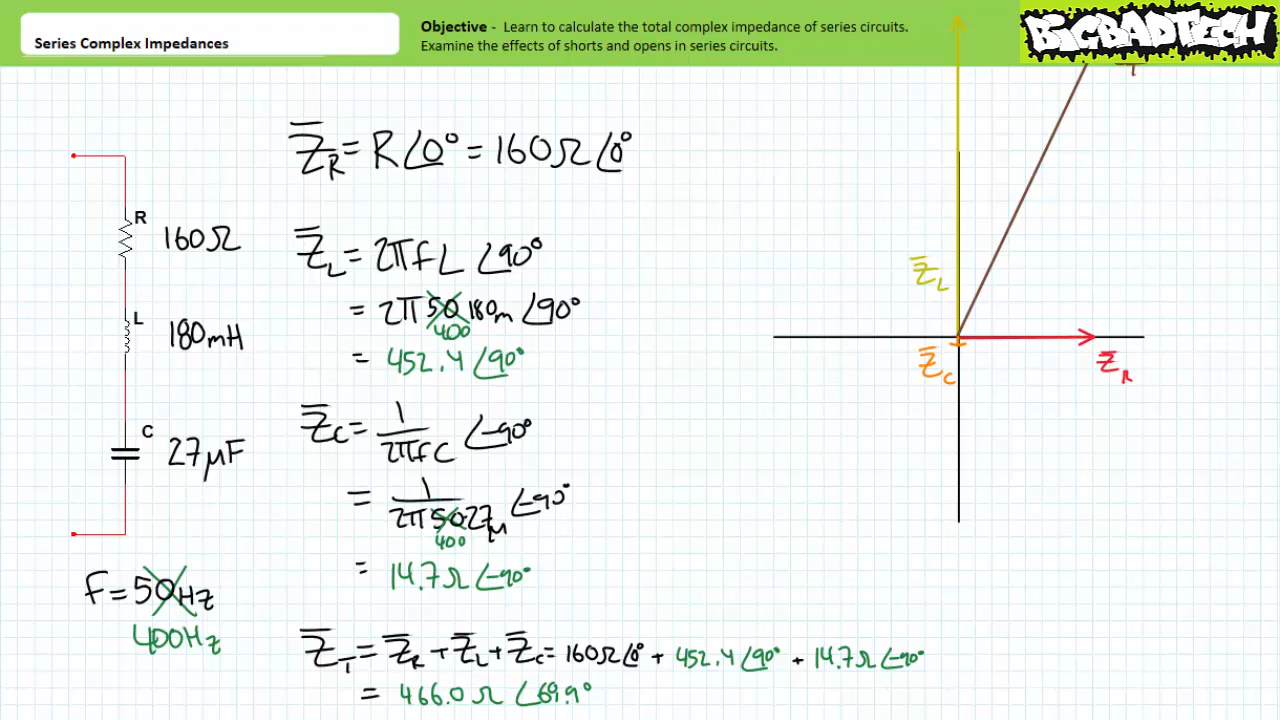 Series Complex Impedances
Objective - Learn to calculate the total complex impedance of series circuits.
Examine the effects of shorts and opens in series circuits.
BIGBADTECH
Z̅R = R∠0° = 160Ω∠0°
R 160Ω
Z̅L = 2πfL ∠90°
= 2π 50 180m ∠90°
400
L 180mH
= 452.4∠90°
Z̅L
Z̅C
Z̅R
Z̅C = 1/2πfC ∠-90°
C 27μF
= 1/2π 50 27μ ∠-90°
400
= 14.7Ω∠-90°
F = 50Hz
400Hz
Z̅T = Z̅R + Z̅L + Z̅C = 160Ω∠0° + 452.4∠90° + 14.7Ω∠-90°
= 466.0Ω ∠69.9°